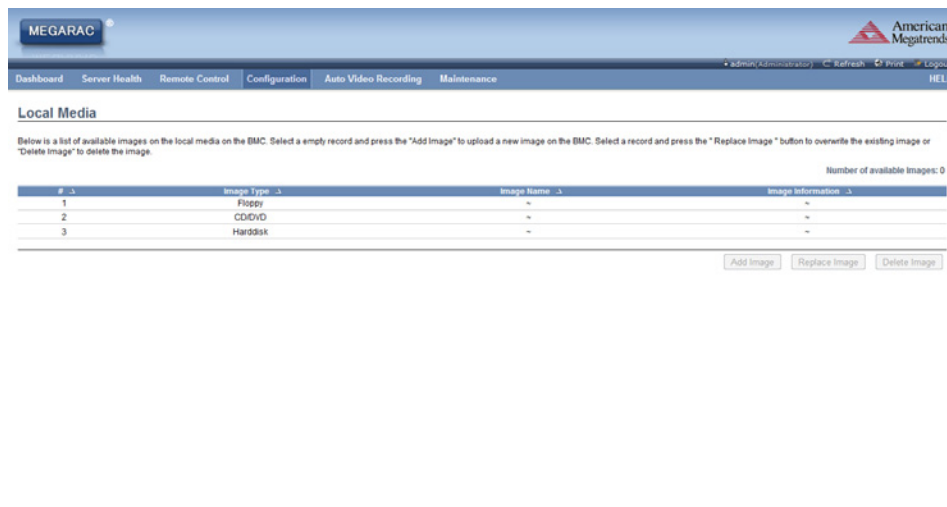 MEGARAC
American
Megatrends
admin(Administrator) Refresh Print Logou
Dashboard Server Health Remote Control Configuration Auto Video Recording Maintenance HEL
Local Media
Below is a list of available images on the local media on the BMC. Select a empty record and press the "Add Image" to upload a new image on the BMC. Select a record and press the " Replace Image " button to overwrite the existing image or
"Delete Image" to delete the image.
Number of available Images: 0
# Image Type Image Name Image Information
1 Floppy ~ ~
2 CD/DVD ~ ~
3 Harddisk ~ ~
Add Image Replace Image Delete Image